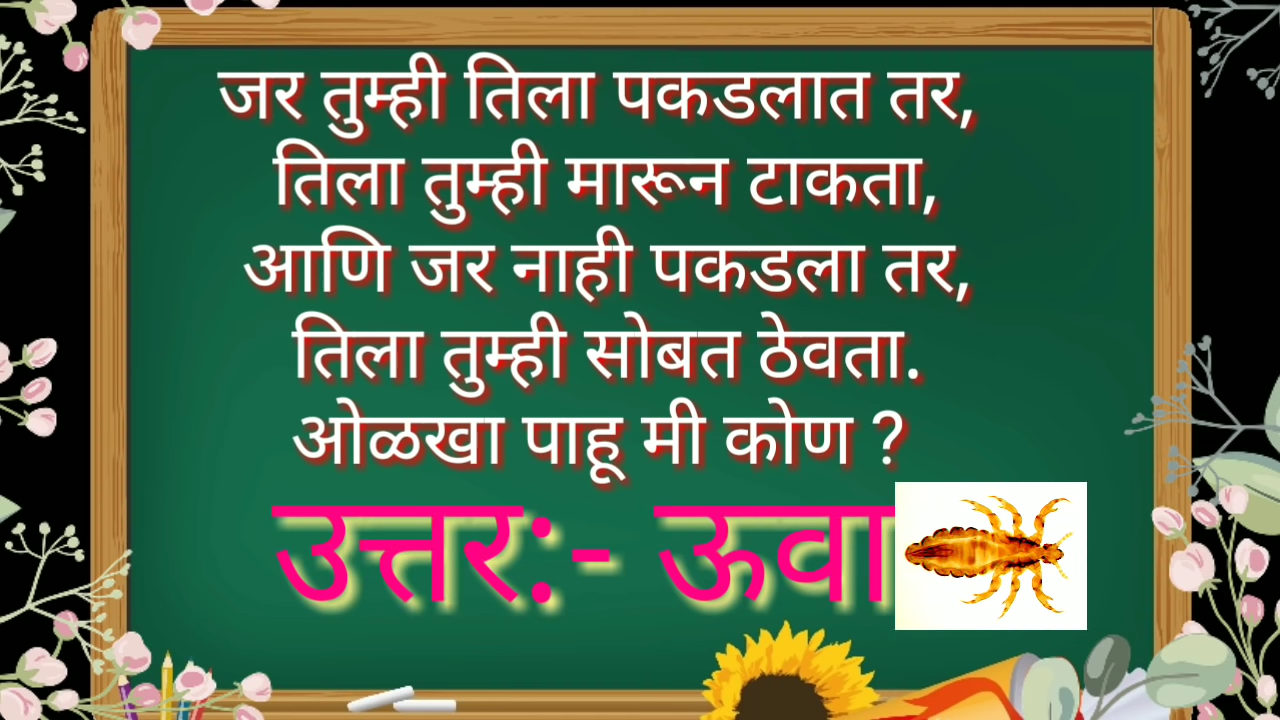 जर तुम्ही तिला पकडलात तर,
तिला तुम्ही मारून टाकता,
आणि जर नाही पकडला तर,
तिला तुम्ही सोबत ठेवता.
ओळखा पाहू मी कोण ?
उत्तर:- ऊवा